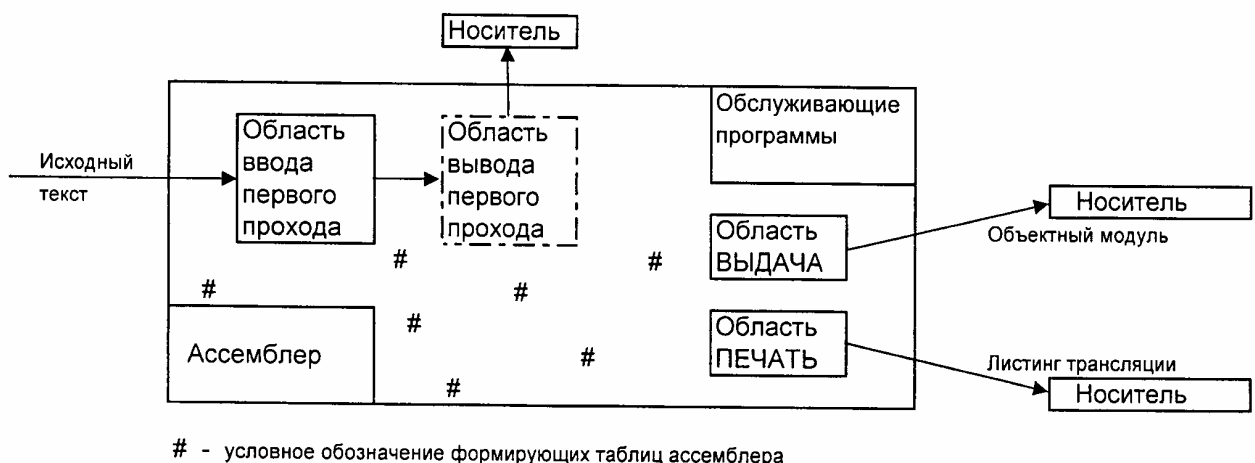 Носитель
Обслуживающие
программы
Область
ввода
первого
прохода
Область
вывода
первого
прохода
Исходный
текст
Область
ВЫДАЧА
Носитель
Объектный модуль
#
#
#
#
#
#
#
Ассемблер
Область
ПЕЧАТЬ
Листинг трансляции
Носитель
# - условное обозначение формирующих таблиц ассемблера